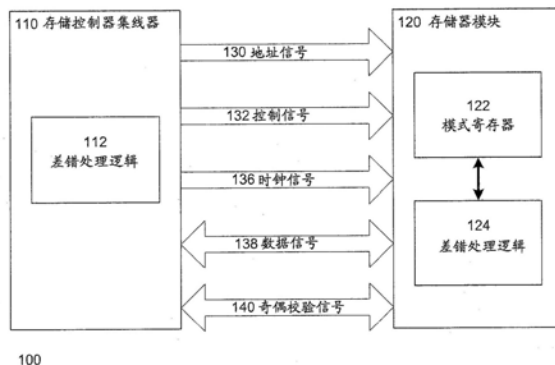 110 存储控制器集线器
120 存储器模块
130 地址信号
122
模式寄存器
132 控制信号
112
差错处理逻辑
136 时钟信号
124
差错处理逻辑
138 数据信号
140 奇偶校验信号
100